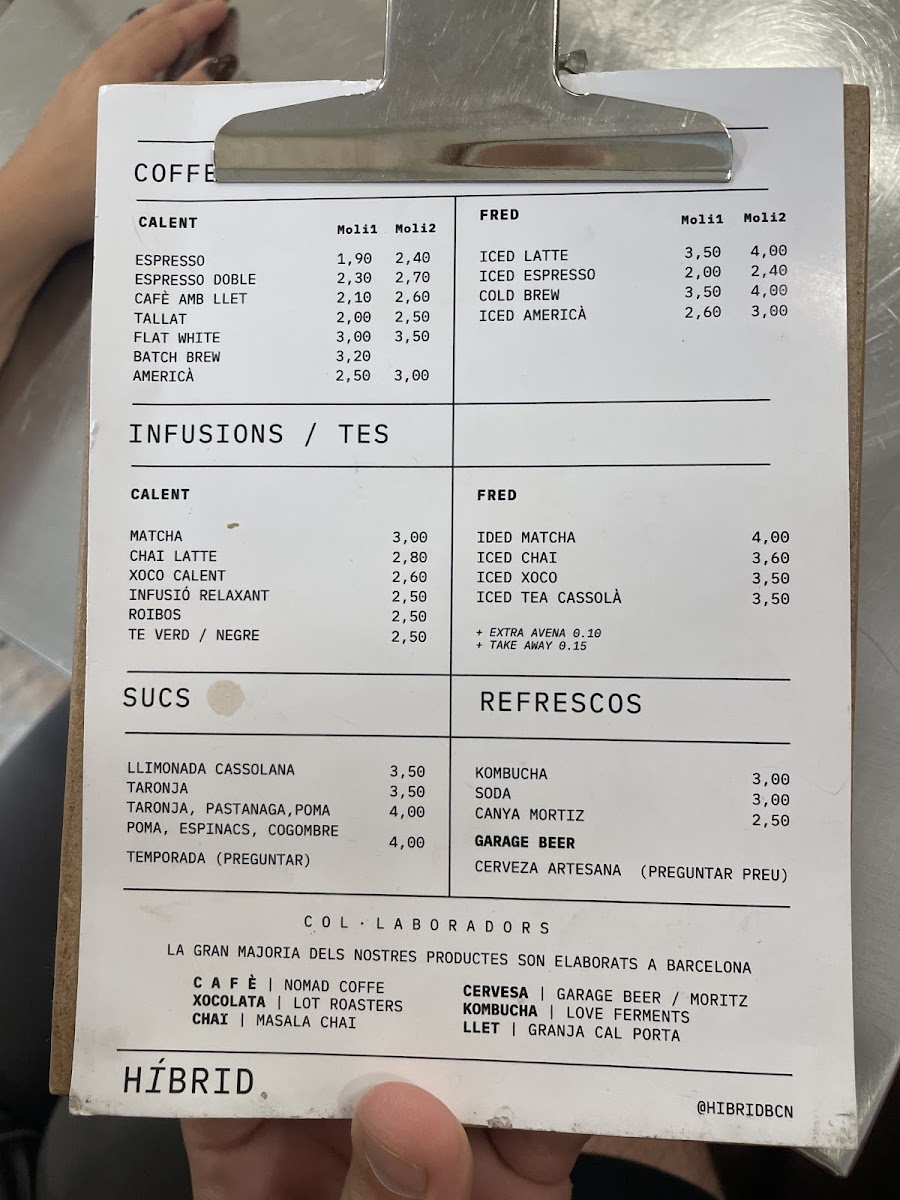 COFFE
CALENT Moli1 Moli2
ESPRESSO 1,90 2,40
ESPRESSO DOBLE 2,30 2,70
CAFÈ AMB LLET 2,10 2,60
TALLAT 2,00 2,50
FLAT WHITE 3,00 3,50
BATCH BREW 3,20
AMERICÀ 2,50 3,00
FRED Moli1 Moli2
ICED LATTE 3,50 4,00
ICED ESPRESSO 2,00 2,40
COLD BREW 3,50 4,00
ICED AMERICÀ 2,60 3,00
INFUSIONS / TES
CALENT
MATCHA 3,00
CHAI LATTE 2,80
XOCO CALENT 2,60
INFUSIÓ RELAXANT 2,50
ROIBOS 2,50
TE VERD / NEGRE 2,50
FRED
IDED MATCHA 4,00
ICED CHAI 3,60
ICED XOCO 3,50
ICED TEA CASSOLÀ 3,50
+ EXTRA AVENA 0.10
+ TAKE AWAY 0.15
SUCS
LLIMONADA CASSOLANA 3,50
TARONJA 3,50
TARONJA, PASTANAGA,POMA 4,00
POMA, ESPINACS, COGOMBRE
4,00
TEMPORADA (PREGUNTAR)
REFRESCOS
KOMBUCHA 3,00
SODA 3,00
CANYA MORTIZ 2,50
GARAGE BEER
CERVEZA ARTESANA (PREGUNTAR PREU)
COL·LABORADORS
LA GRAN MAJORIA DELS NOSTRES PRODUCTES SON ELABORATS A BARCELONA
CAFÈ | NOMAD COFFE
XOCOLATA | LOT ROASTERS
CHAI | MASALA CHAI
CERVESA | GARAGE BEER / MORITZ
KOMBUCHA | LOVE FERMENTS
LLET | GRANJA CAL PORTA
HÍBRID
@HIBRIDBCN